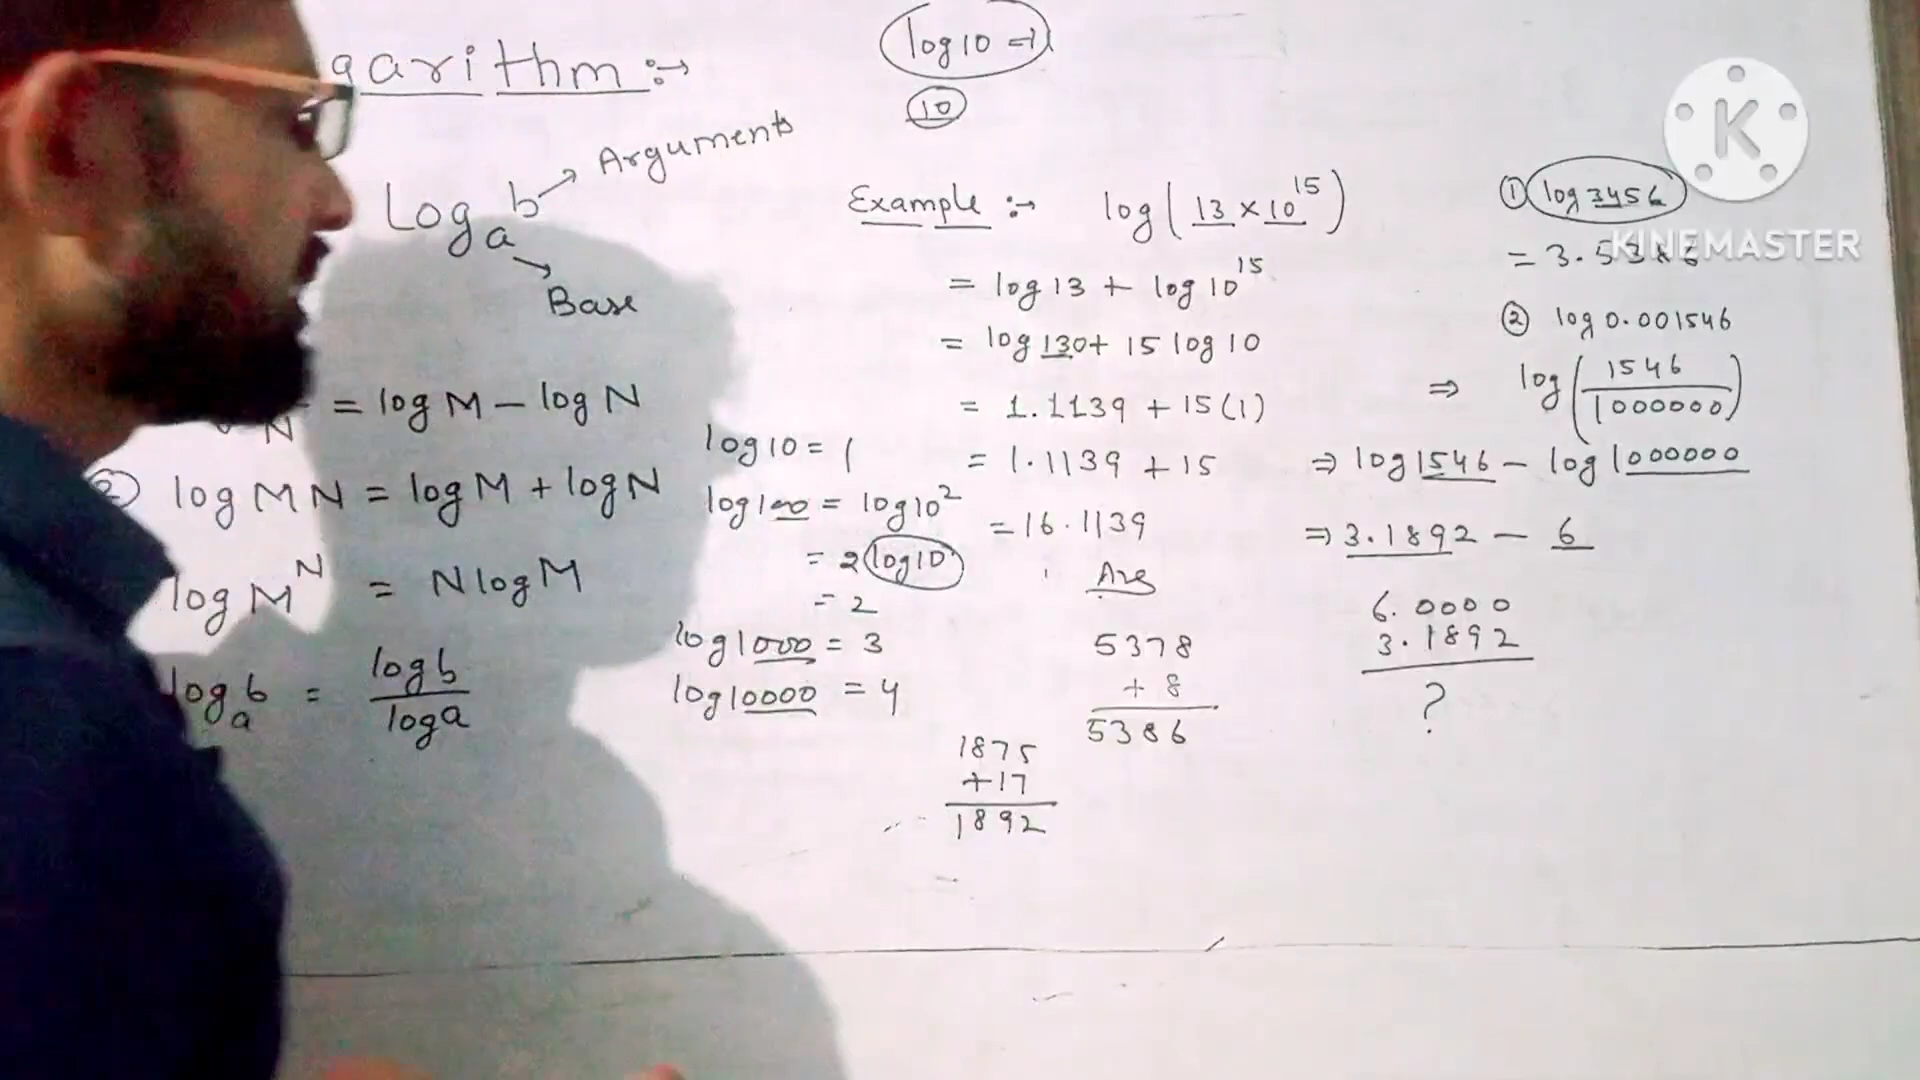 garithm :→
Log_a b → Arguments
Base
N = log M - log N
② log MN = log M + log N
log M^N = N log M
log_a b = log b / log a
log 10 = 1
10
log 10 = 1
log 100 = log 10^2
= 2 log 10
= 2
log 1000 = 3
log 10000 = 4
Example :→ log (13 × 10^15)
= log 13 + log 10^15
= log 130 + 15 log 10
= 1.1139 + 15 (1)
= 1.1139 + 15
= 16.1139
Ans
5378
+ 8
5386
1875
+17
1892
① log 3456
② log 0.001546
⇒ log (1546 / 1000000)
⇒ log 1546 - log 1000000
⇒ 3.1892 - 6
6.0000
3.1892
?
K
KINEMASTER